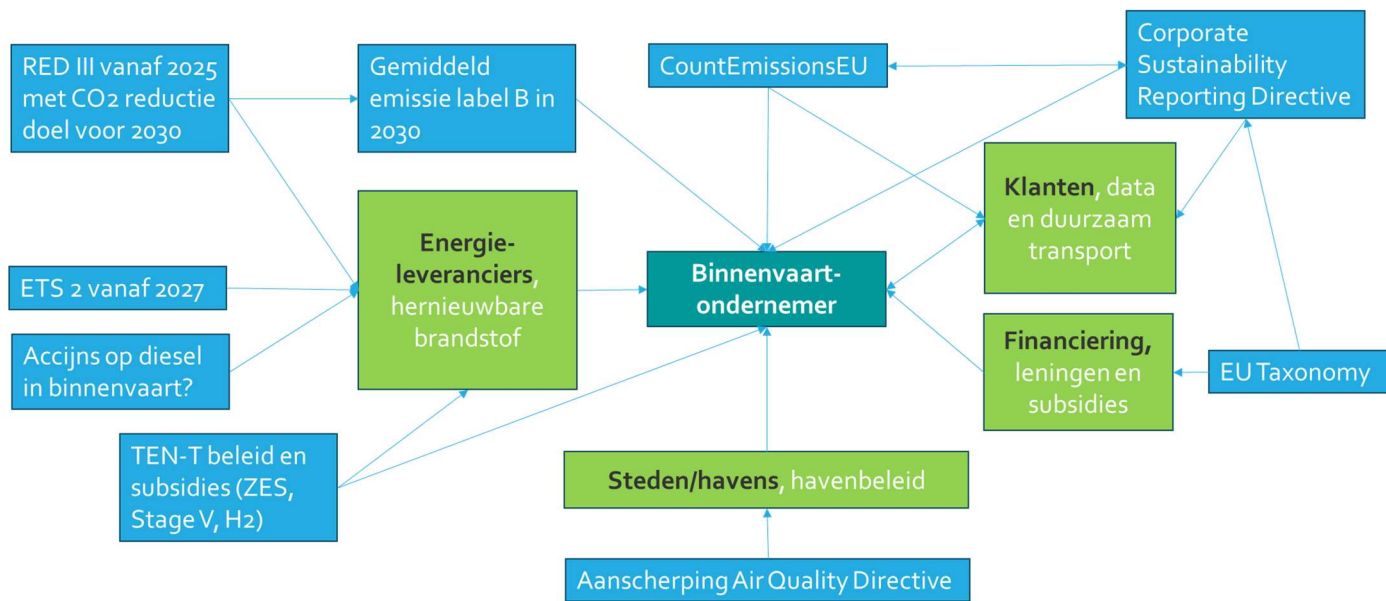 RED III vanaf 2025
met CO2 reductie
doel voor 2030
Gemiddeld
emissie label B in
2030
CountEmissionsEU
Corporate
Sustainability
Reporting Directive
Klanten, data
en duurzaam
transport
Energie-
leveranciers,
hernieuwbare
brandstof
Binnenvaart-
ondernemer
ETS 2 vanaf 2027
Accijns op diesel
in binnenvaart?
Financiering,
leningen en
subsidies
EU Taxonomy
TEN-T beleid en
subsidies (ZES,
Stage V, H2)
Steden/havens, havenbeleid
Aanscherping Air Quality Directive